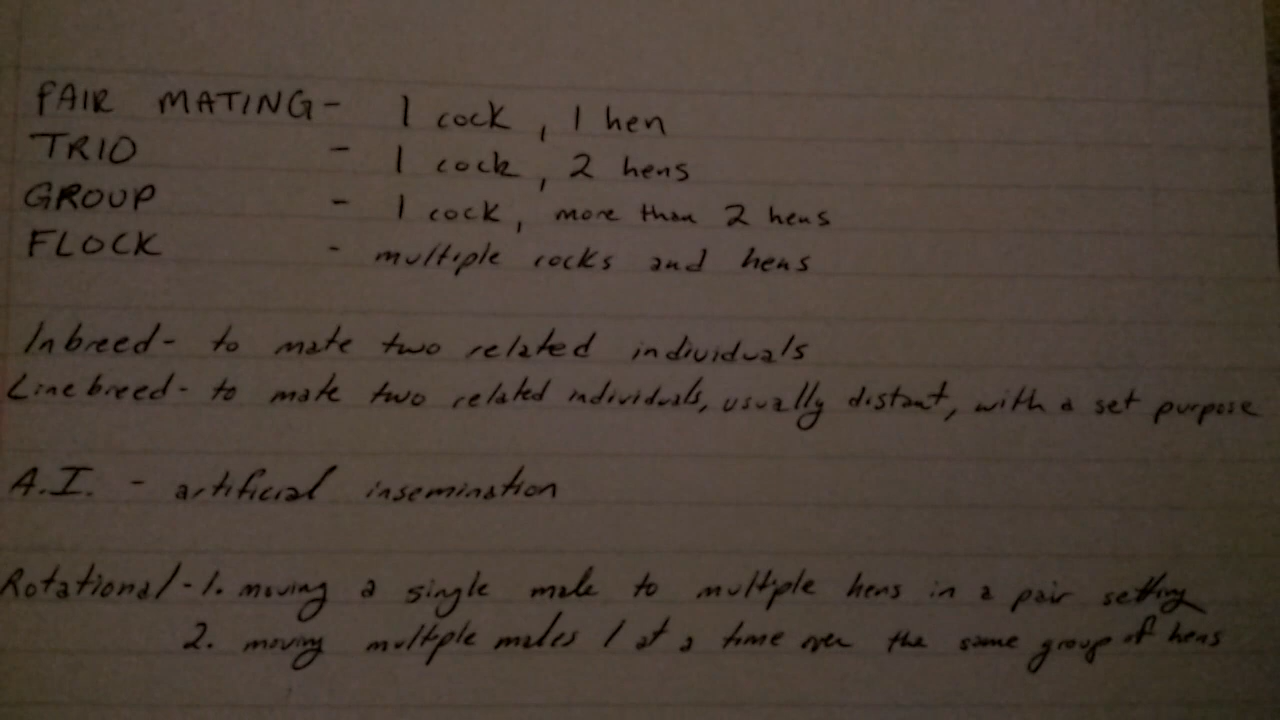 PAIR MATING - 1 cock, 1 hen
TRIO - 1 cock, 2 hens
GROUP - 1 cock, more than 2 hens
FLOCK - multiple cocks and hens
Inbreed - to mate two related individuals
Linebreed - to mate two related individuals, usually distant, with a set purpose
A.I. - artificial insemination
Rotational - 1. moving a single male to multiple hens in a pair setting
2. moving multiple males 1 at a time over the same group of hens